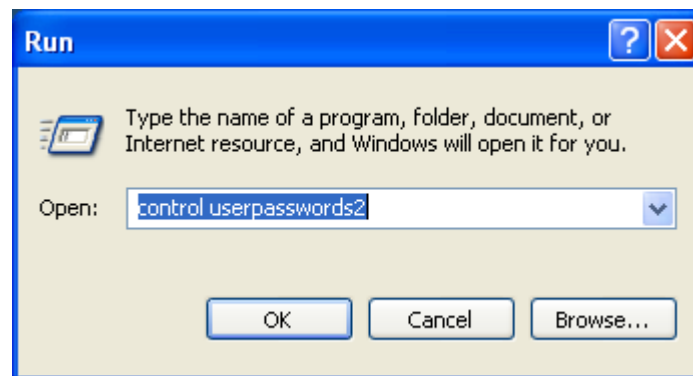 Run
Type the name of a program, folder, document, or
Internet resource, and Windows will open it for you.
Open: control userpasswords2
OK Cancel Browse...